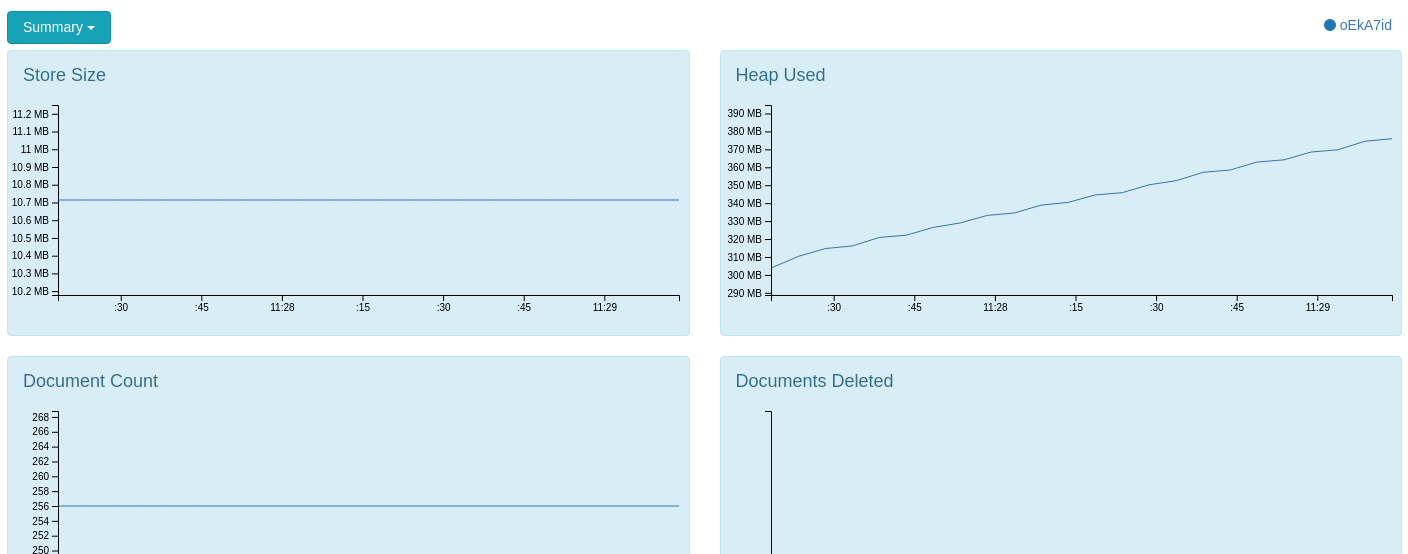 Summary
oEkA7id
Store Size
11.2 MB
11.1 MB
11 MB
10.9 MB
10.8 MB
10.7 MB
10.6 MB
10.5 MB
10.4 MB
10.3 MB
10.2 MB
:30 :45 11:28 :15 :30 :45 11:29
Heap Used
390 MB
380 MB
370 MB
360 MB
350 MB
340 MB
330 MB
320 MB
310 MB
300 MB
290 MB
:30 :45 11:28 :15 :30 :45 11:29
Document Count
268
266
264
262
260
258
256
254
252
250
Documents Deleted